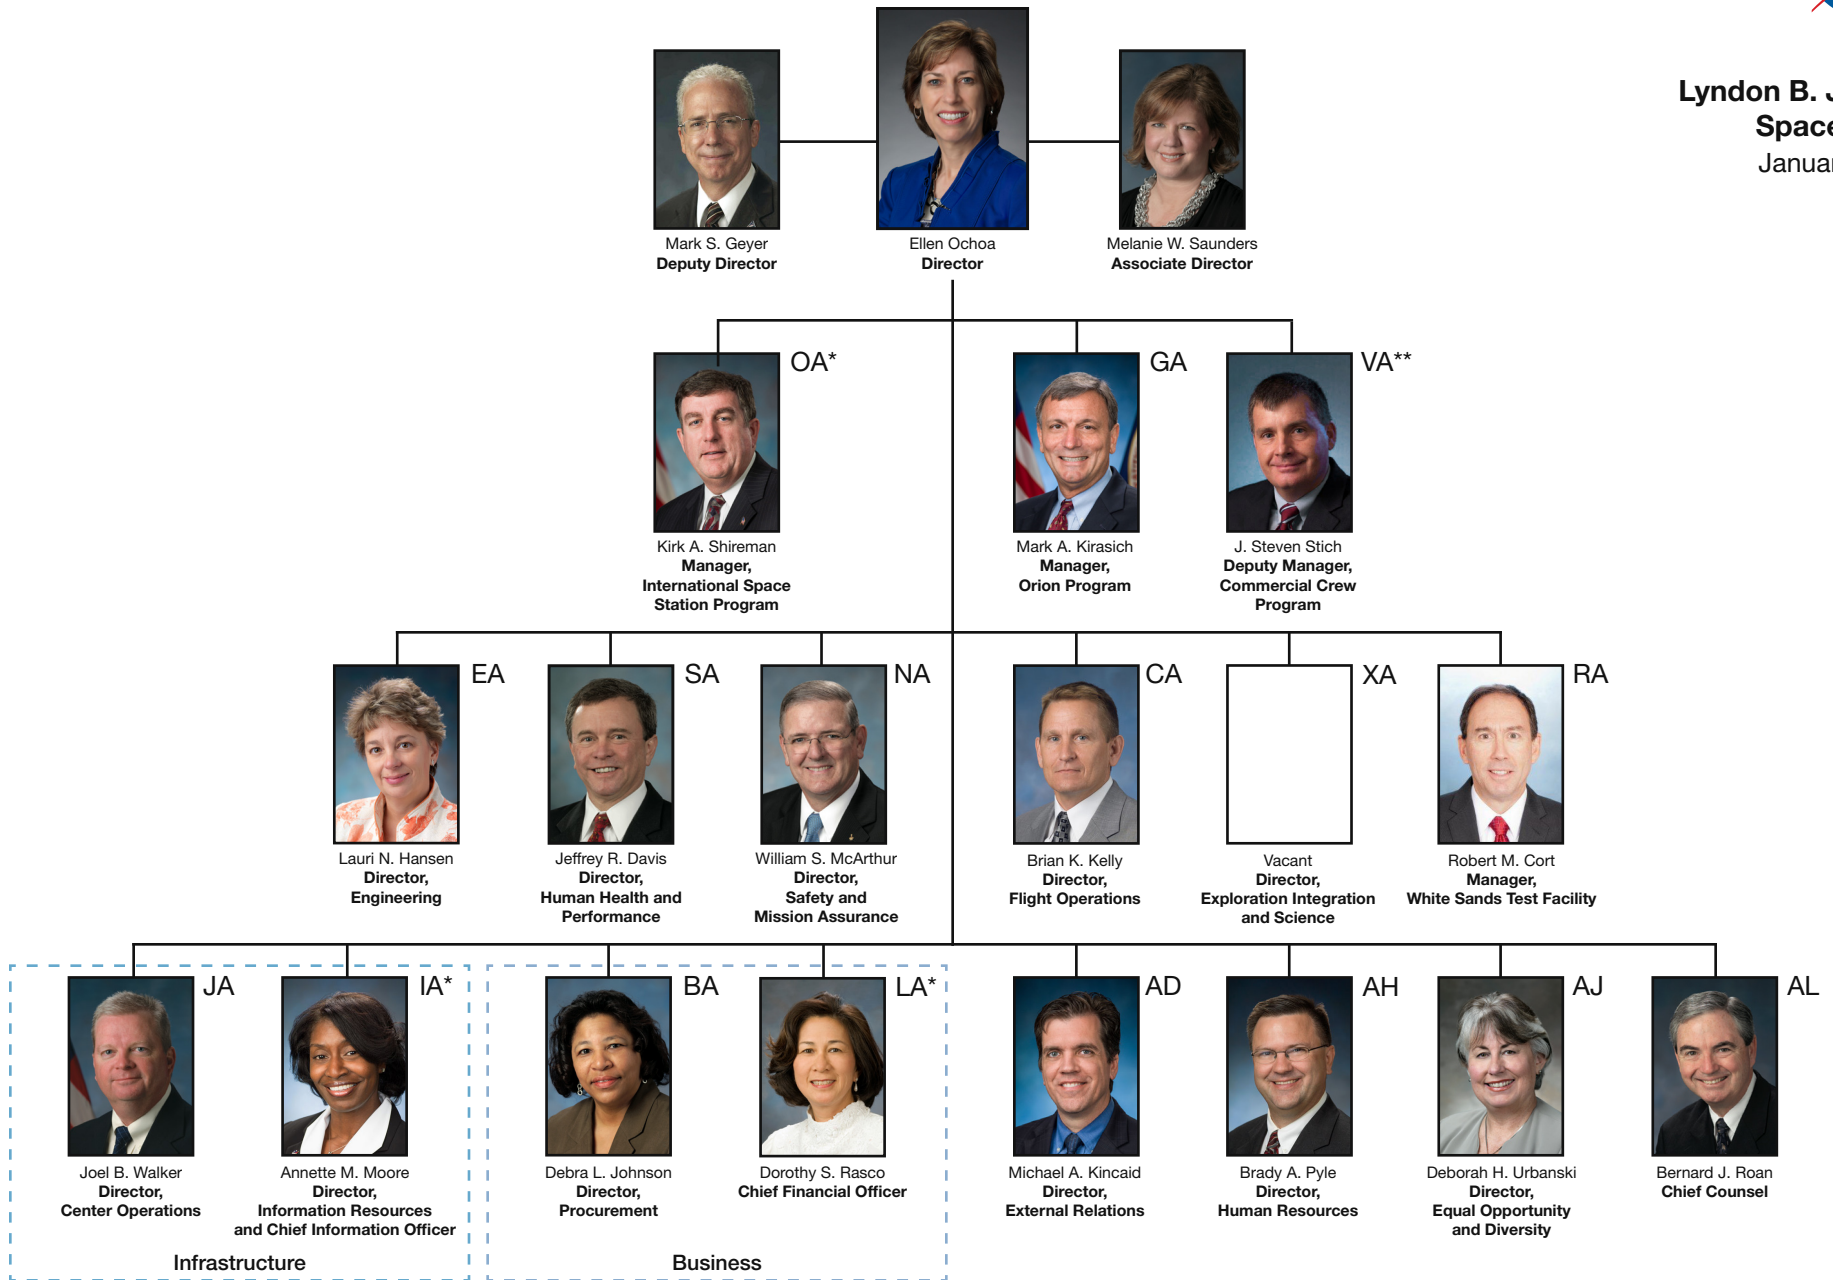 Lyndon B. J
Space
Januar
Mark S. Geyer
Deputy Director
Ellen Ochoa
Director
Melanie W. Saunders
Associate Director
OA*
Kirk A. Shireman
Manager,
International Space
Station Program
GA
Mark A. Kirasich
Manager,
Orion Program
VA**
J. Steven Stich
Deputy Manager,
Commercial Crew
Program
EA
Lauri N. Hansen
Director,
Engineering
SA
Jeffrey R. Davis
Director,
Human Health and
Performance
NA
William S. McArthur
Director,
Safety and
Mission Assurance
CA
Brian K. Kelly
Director,
Flight Operations
XA
Vacant
Director,
Exploration Integration
and Science
RA
Robert M. Cort
Manager,
White Sands Test Facility
JA
Joel B. Walker
Director,
Center Operations
IA*
Annette M. Moore
Director,
Information Resources
and Chief Information Officer
Infrastructure
BA
Debra L. Johnson
Director,
Procurement
LA*
Dorothy S. Rasco
Chief Financial Officer
Business
AD
Michael A. Kincaid
Director,
External Relations
AH
Brady A. Pyle
Director,
Human Resources
AJ
Deborah H. Urbanski
Director,
Equal Opportunity
and Diversity
AL
Bernard J. Roan
Chief Counsel